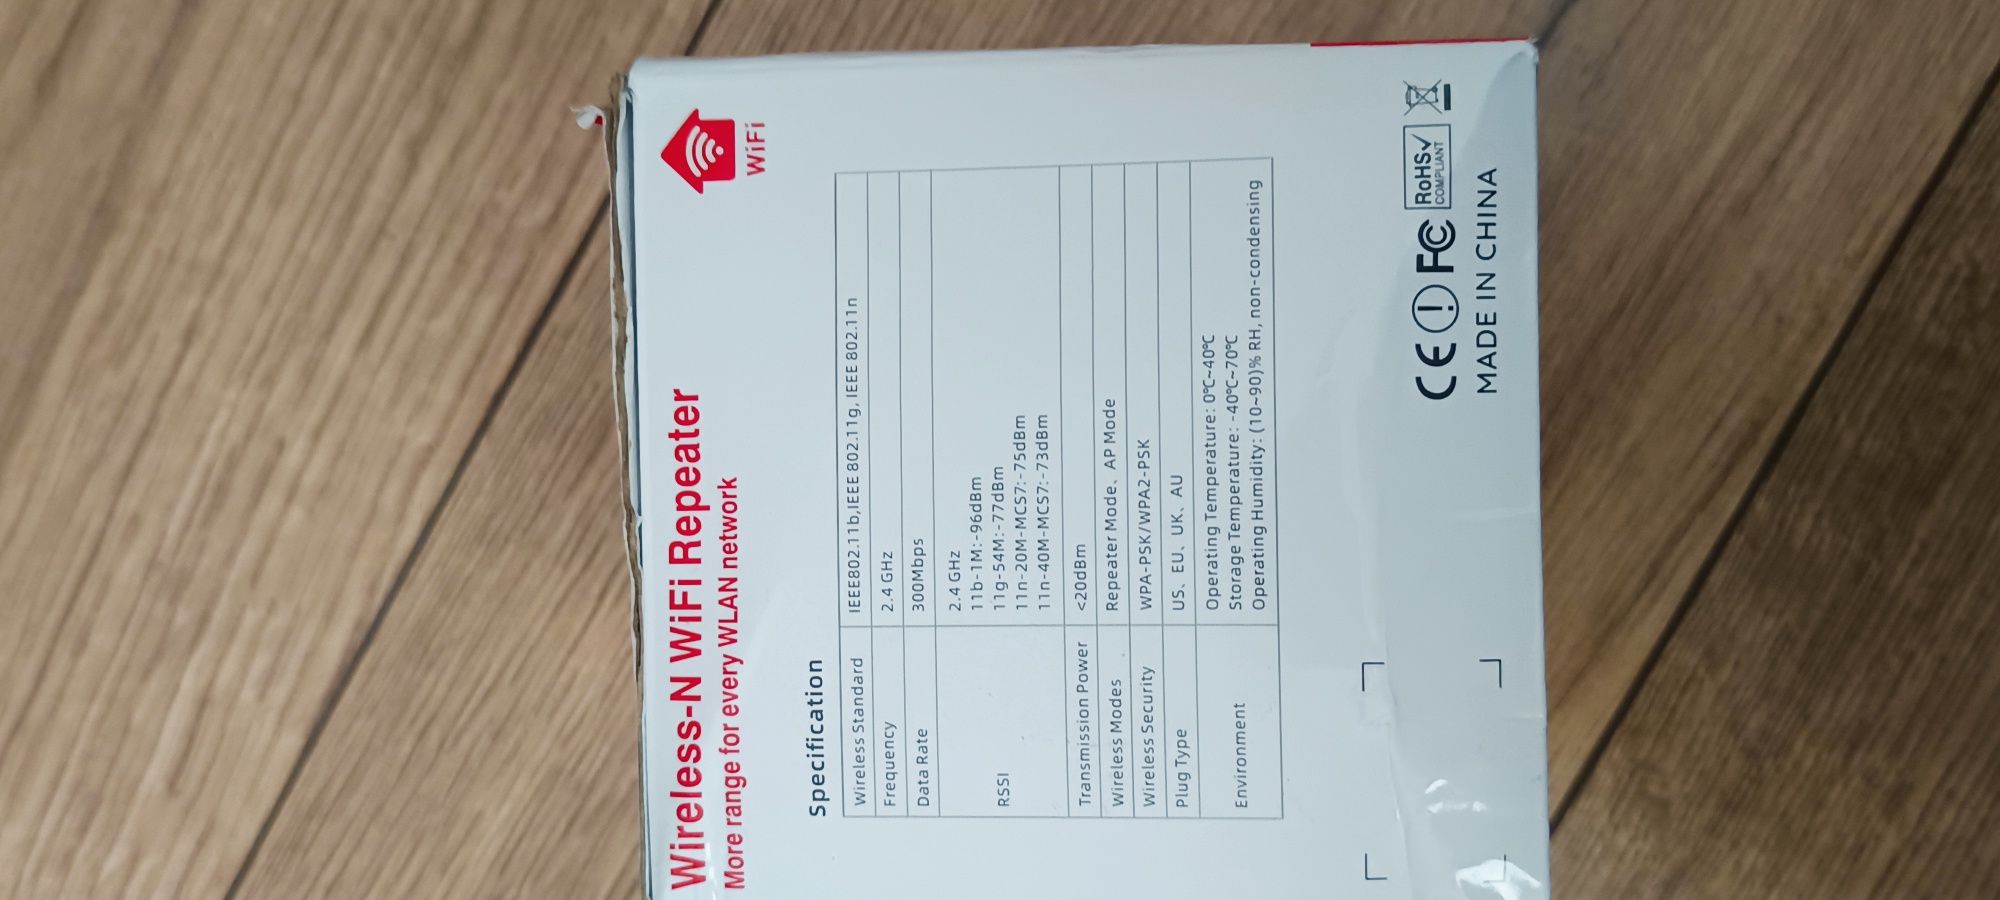 Wireless-N WiFi Repeater
More range for every WLAN network
WiFi
Specification
Wireless Standard IEEE802.11b,IEEE 802.11g, IEEE 802.11n
Frequency 2.4 GHz
Data Rate 300Mbps
RSSI 2.4 GHz
11b-1M:-96dBm
11g-54M:-77dBm
11n-20M-MCS7:-75dBm
11n-40M-MCS7:-73dBm
Transmission Power <20dBm
Wireless Modes Repeater Mode、AP Mode
Wireless Security WPA-PSK/WPA2-PSK
Plug Type US、EU、UK、AU
Environment Operating Temperature: 0℃~40℃
Storage Temperature: -40℃~70℃
Operating Humidity: (10~90)% RH, non-condensing
CE ! FC RoHS✓ COMPLIANT
MADE IN CHINA